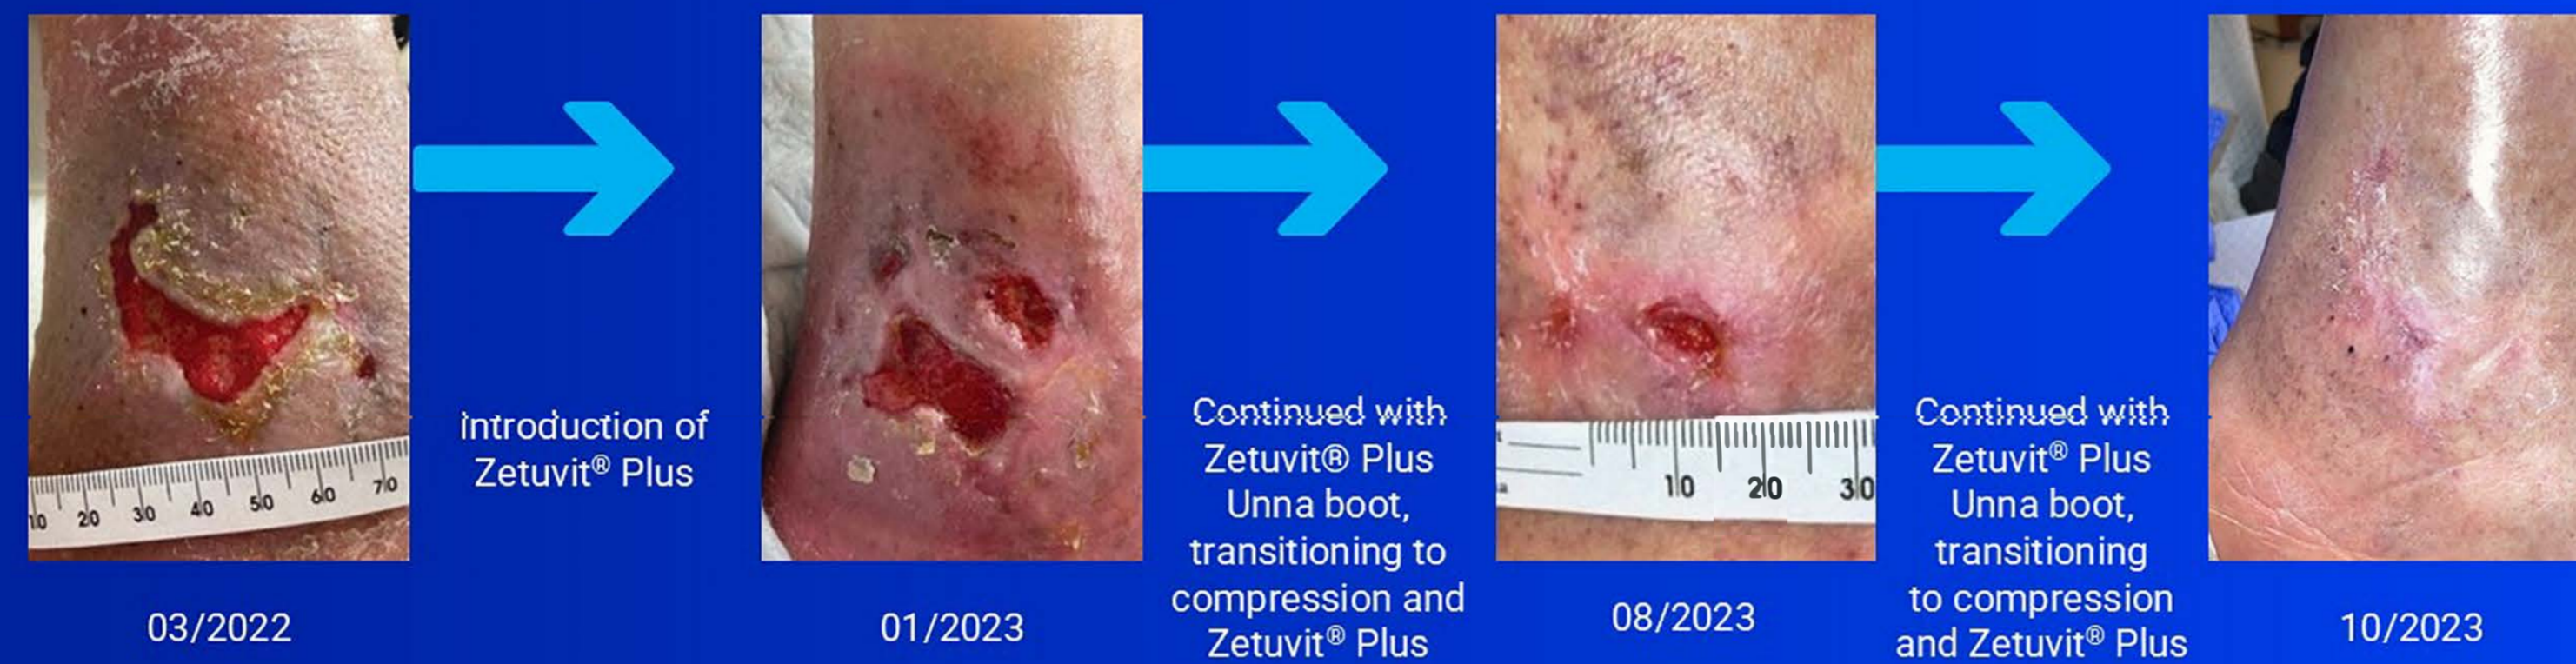 10 20 30 40 50 60 70
Introduction of
Zetuvit® Plus
Continued with
Zetuvit® Plus
Unna boot,
transitioning to
compression and
Zetuvit® Plus
10 20 30
Continued with
Zetuvit® Plus
Unna boot,
transitioning
to compression
and Zetuvit® Plus
03/2022
01/2023
08/2023
10/2023